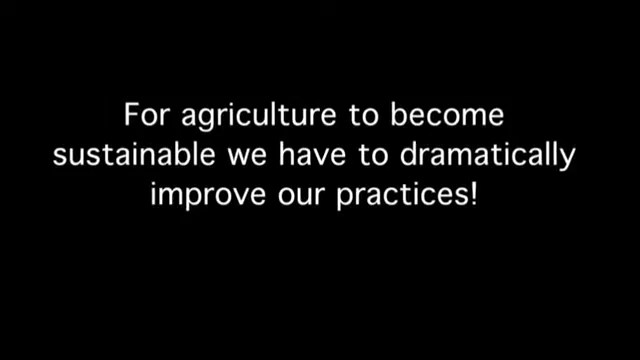 For agriculture to become
sustainable we have to dramatically
improve our practices!